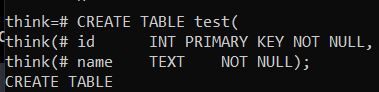 think=# CREATE TABLE test(
think(# id      INT PRIMARY KEY NOT NULL,
think(# name    TEXT    NOT NULL);
CREATE TABLE